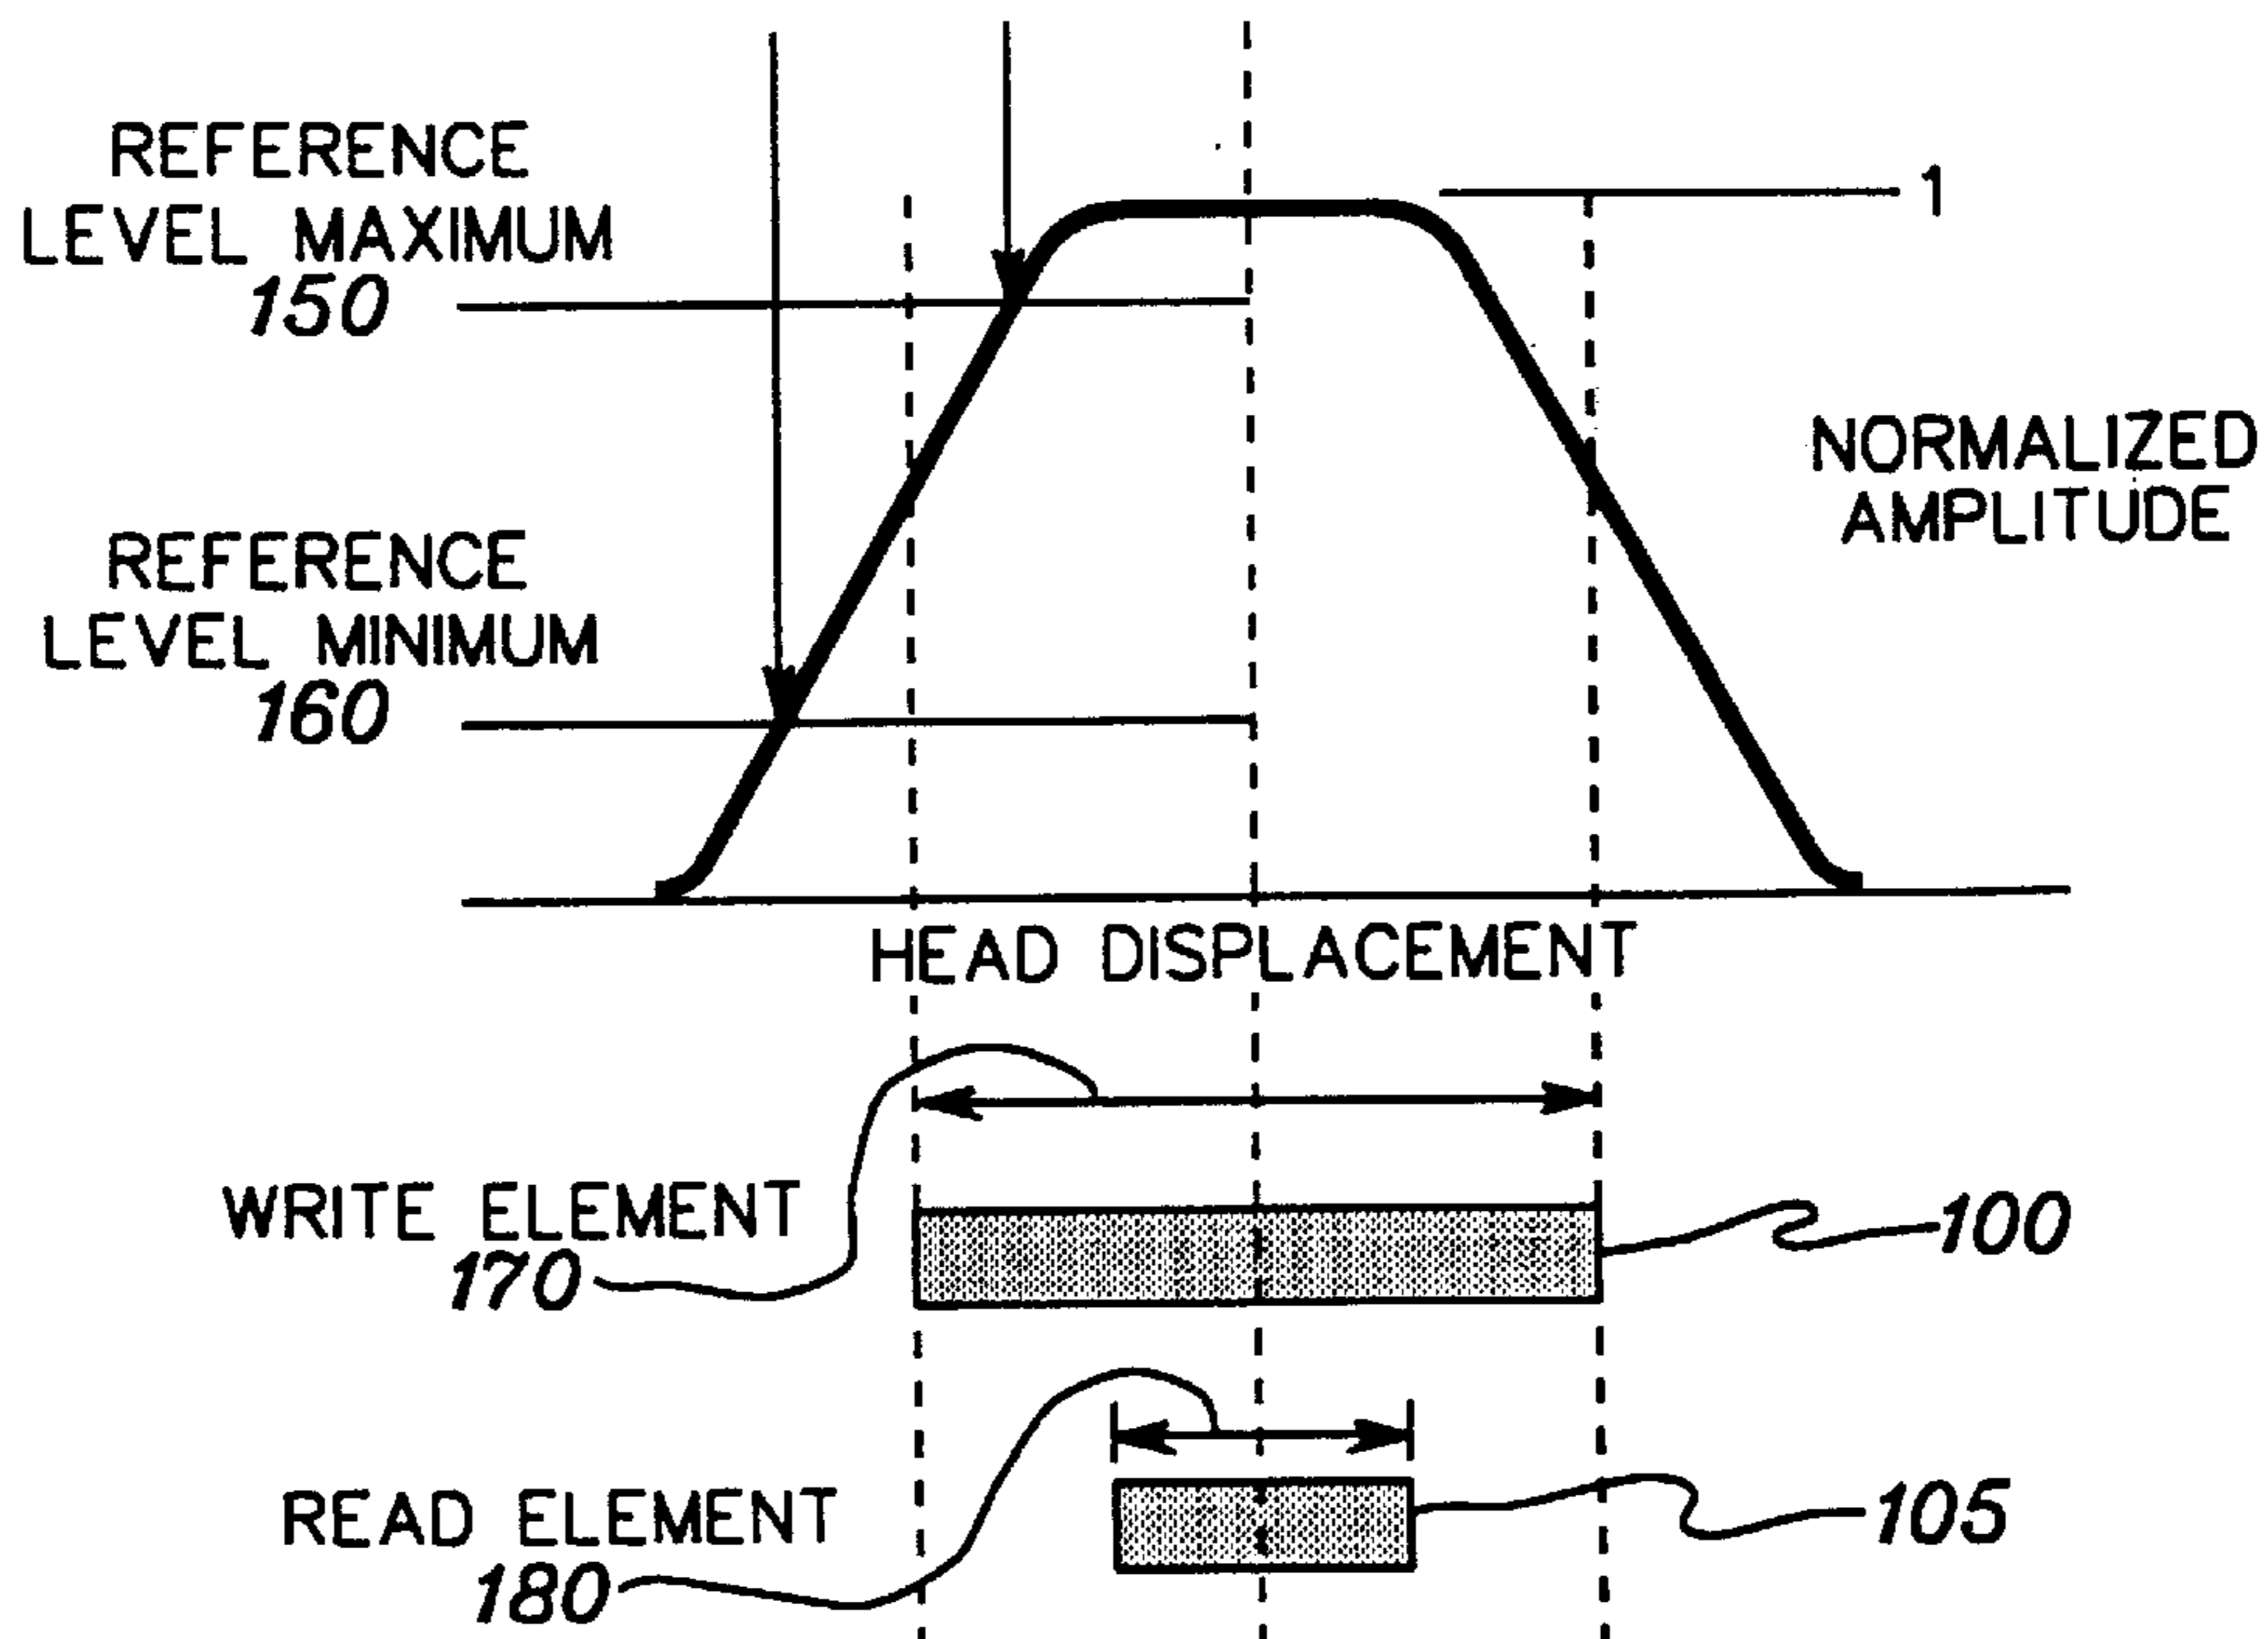 REFERENCE
LEVEL MAXIMUM
150
1
NORMALIZED
AMPLITUDE
REFERENCE
LEVEL MINIMUM
160
HEAD DISPLACEMENT
WRITE ELEMENT
170
100
READ ELEMENT
180
105